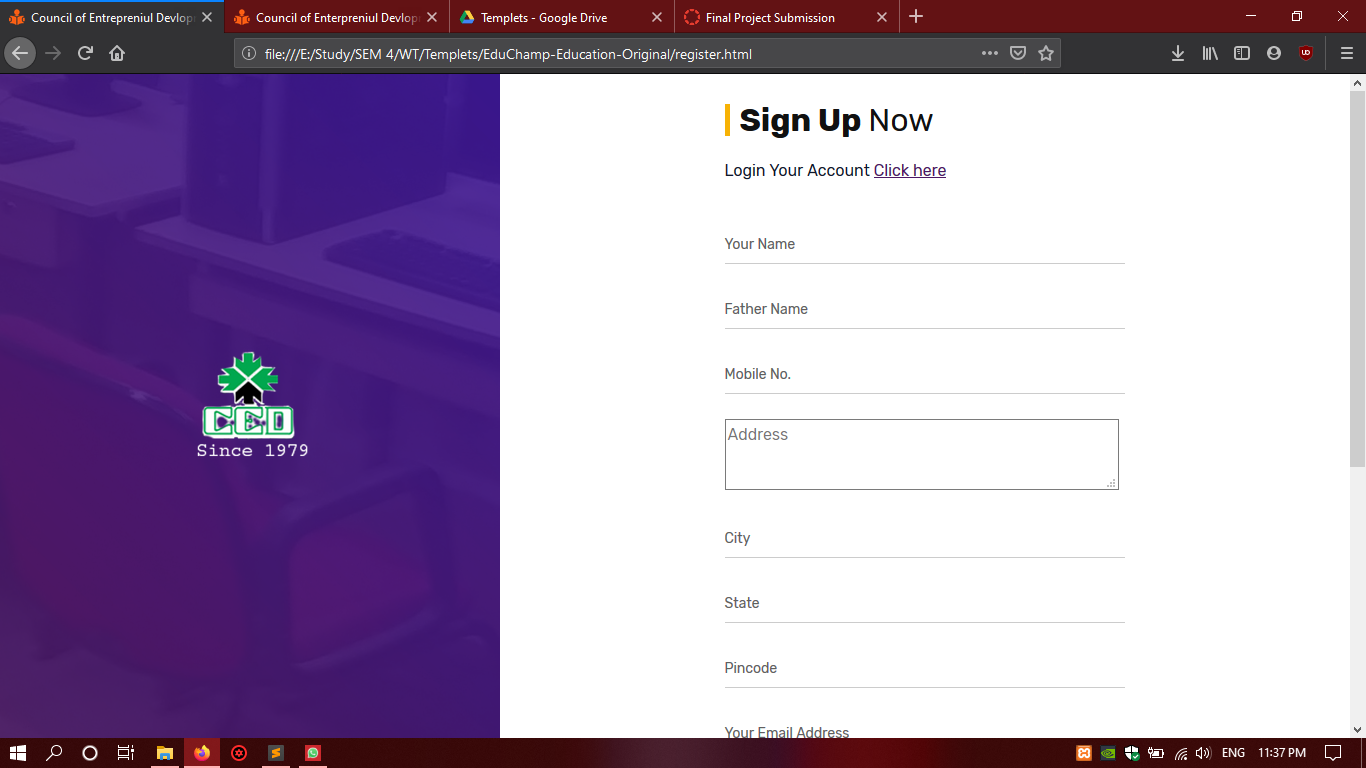 Council of Entrepreniul Devlop
Council of Enterpreniul Devlop
Templets - Google Drive
Final Project Submission
file:///E:/Study/SEM 4/WT/Templets/EduChamp-Education-Original/register.html
Sign Up Now
Login Your Account Click here
Your Name
Father Name
Mobile No.
Address
CED
Since 1979
City
State
Pincode
Your Email Address
ENG
11:37 PM